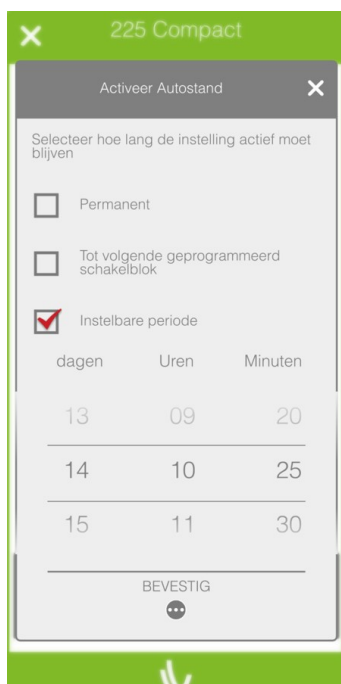 225 Compact
Activeer Autostand
Selecteer hoe lang de instelling actief moet
blijven
Permanent
Tot volgende geprogrammeerd
schakelblok
Instelbare periode
dagen Uren Minuten
13 09 20
14 10 25
15 11 30
BEVESTIG